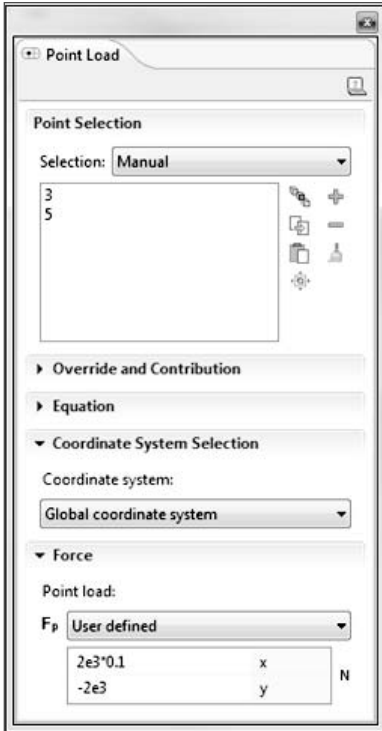 Point Load
Point Selection
Selection: Manual
3
5
Override and Contribution
Equation
Coordinate System Selection
Coordinate system:
Global coordinate system
Force
Point load:
Fp User defined
2e3*0.1 x
-2e3 y
N